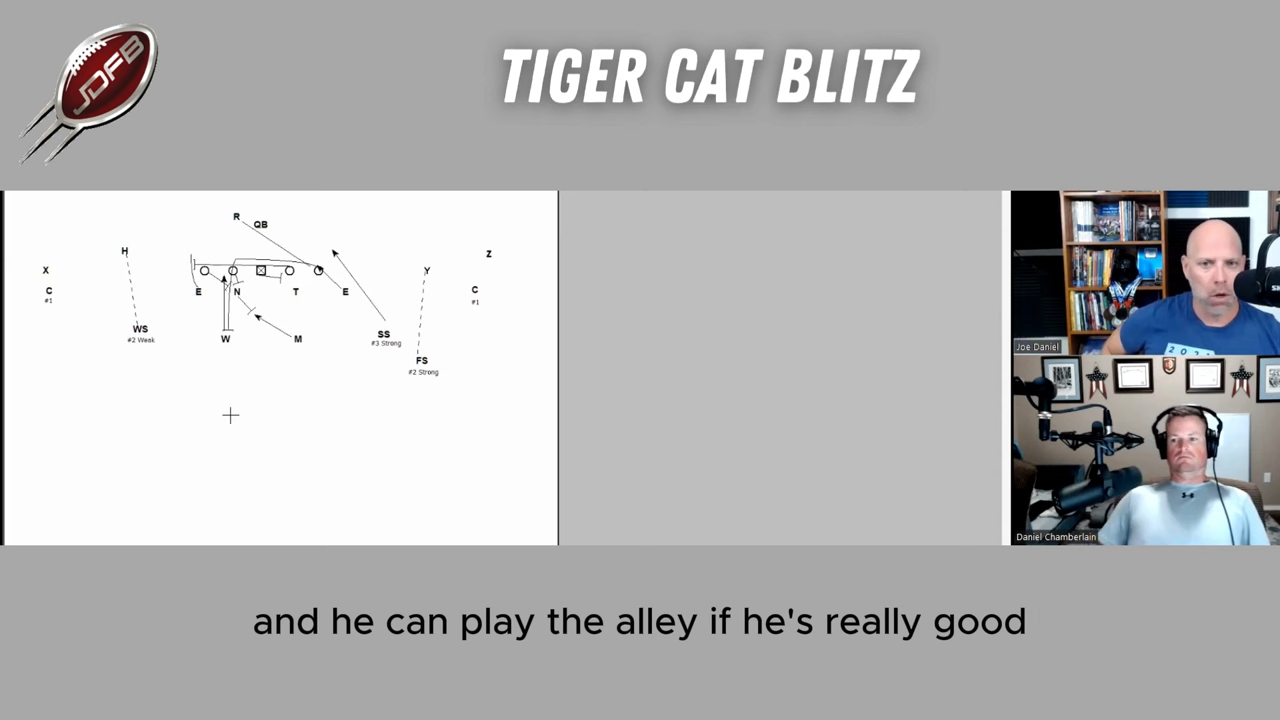 JDFB
TIGER CAT BLITZ
R
QB
H
Z
X
Y
C
#1
E
N
T
E
C
#1
WS
#2 Weak
W
M
SS
#3 Strong
FS
#2 Strong
Joe Daniel
Daniel Chamberlain
and he can play the alley if he's really good